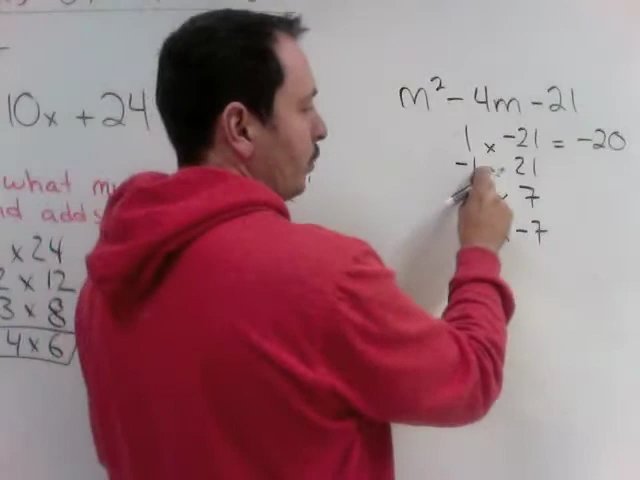 10x + 24
what m
nd adds
x 24
2 x 12
3 x 8
4 x 6
m² - 4m - 21
1 x -21 = -20
-1 21
7
x -7